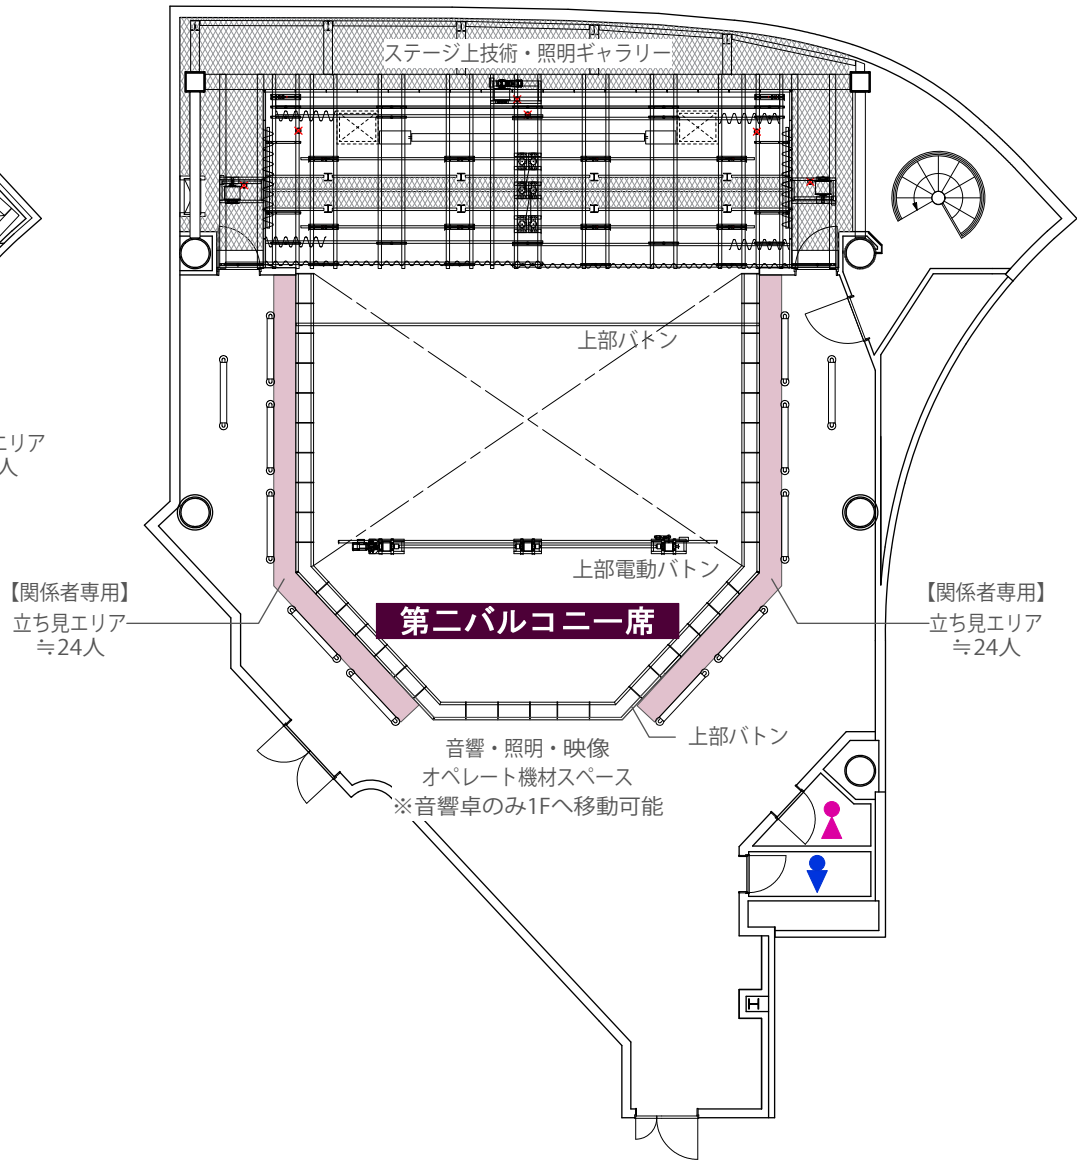 ステージ上技術・照明ギャラリー
上部バトン
エリア
人
上部電動バトン
【関係者専用】
立ち見エリア
≒24人
第二バルコニー席
【関係者専用】
立ち見エリア
≒24人
上部バトン
音響・照明・映像
オペレート機材スペース
※音響卓のみ1Fへ移動可能